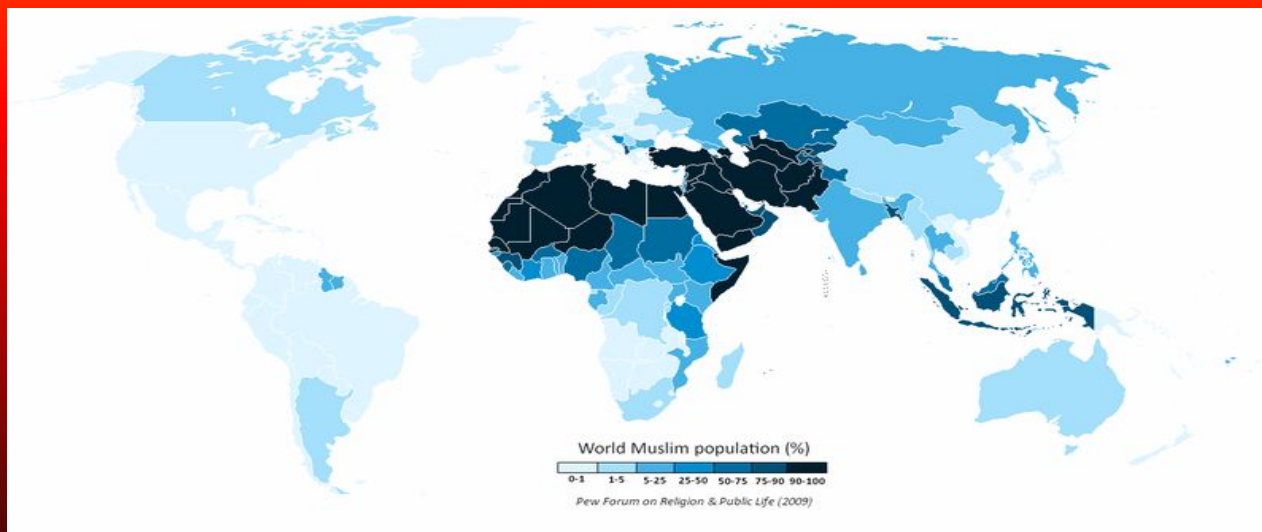 World Muslim population (%)
0-1 1-5 5-25 25-50 50-75 75-90 90-100
Pew Forum on Religion & Public Life (2009)